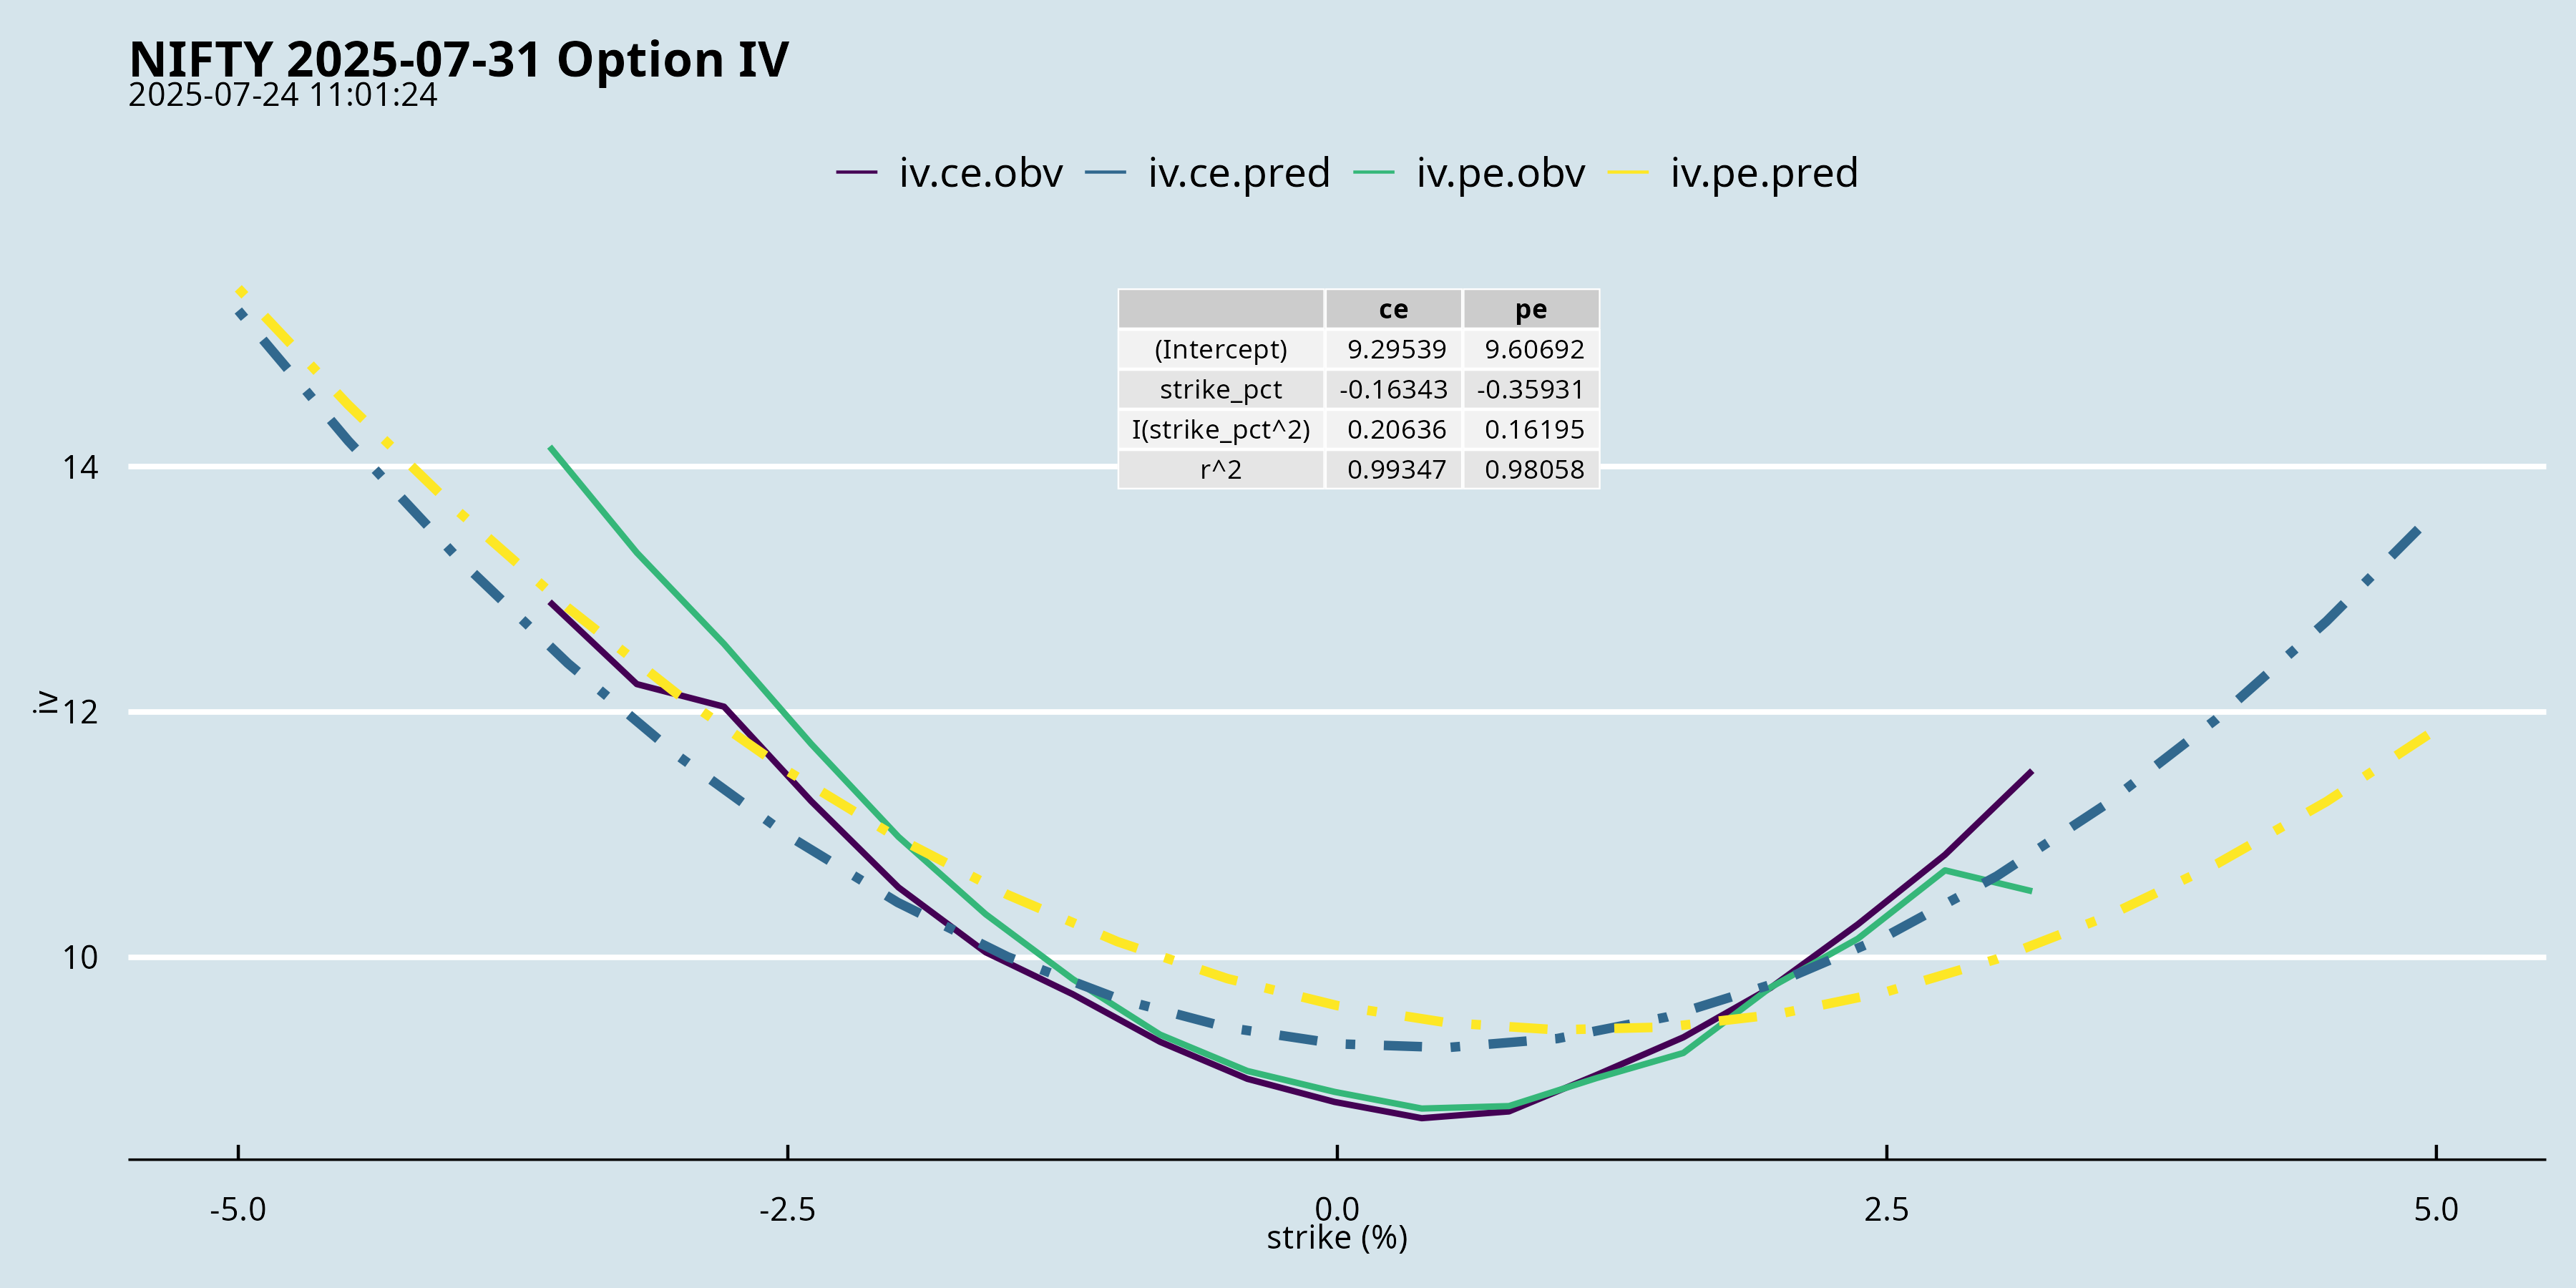 NIFTY 2025-07-31 Option IV
2025-07-24 11:01:24
iv.ce.obv iv.ce.pred iv.pe.obv iv.pe.pred
ce pe
(Intercept) 9.29539 9.60692
strike_pct -0.16343 -0.35931
I(strike_pct^2) 0.20636 0.16195
r^2 0.99347 0.98058
14
12
10
iv
-5.0 -2.5 0.0 2.5 5.0
strike (%)